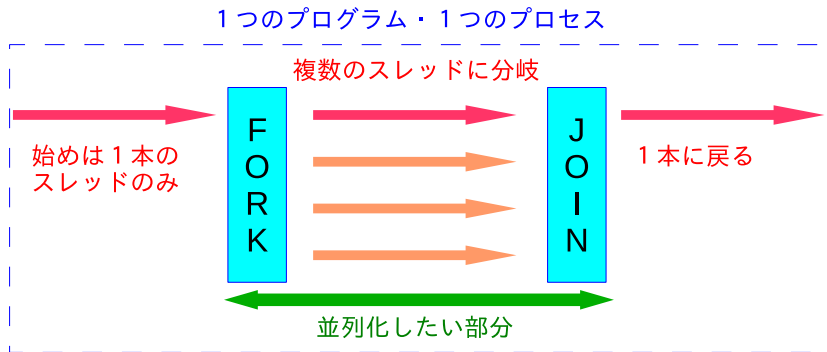 1つのプログラム・1つのプロセス
複数のスレッドに分岐
始めは1本の
スレッドのみ
FORK
JOIN
1本に戻る
並列化したい部分